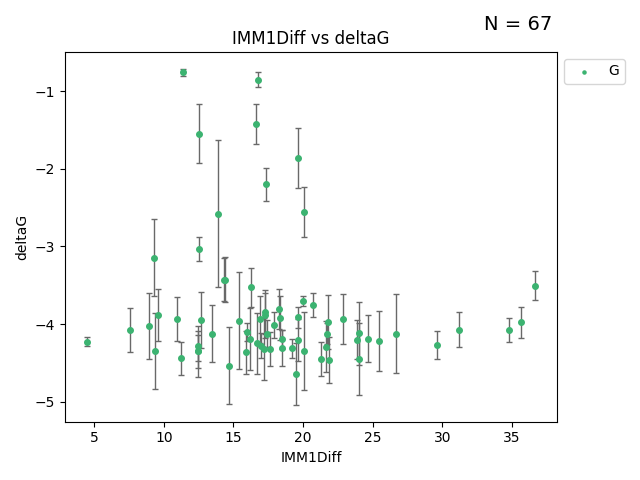 N = 67
IMM1Diff vs deltaG
G
deltaG
−1
−2
−3
−4
−5
5 10 15 20 25 30 35
IMM1Diff